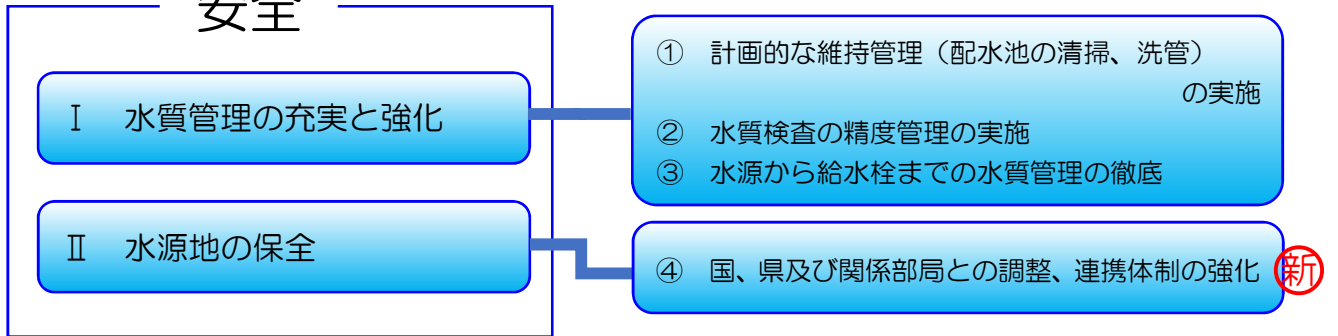 安全
Ⅰ 水質管理の充実と強化
① 計画的な維持管理（配水池の清掃、洗管）
の実施
② 水質検査の精度管理の実施
③ 水源から給水栓までの水質管理の徹底
Ⅱ 水源地の保全
④ 国、県及び関係部局との調整、連携体制の強化 新